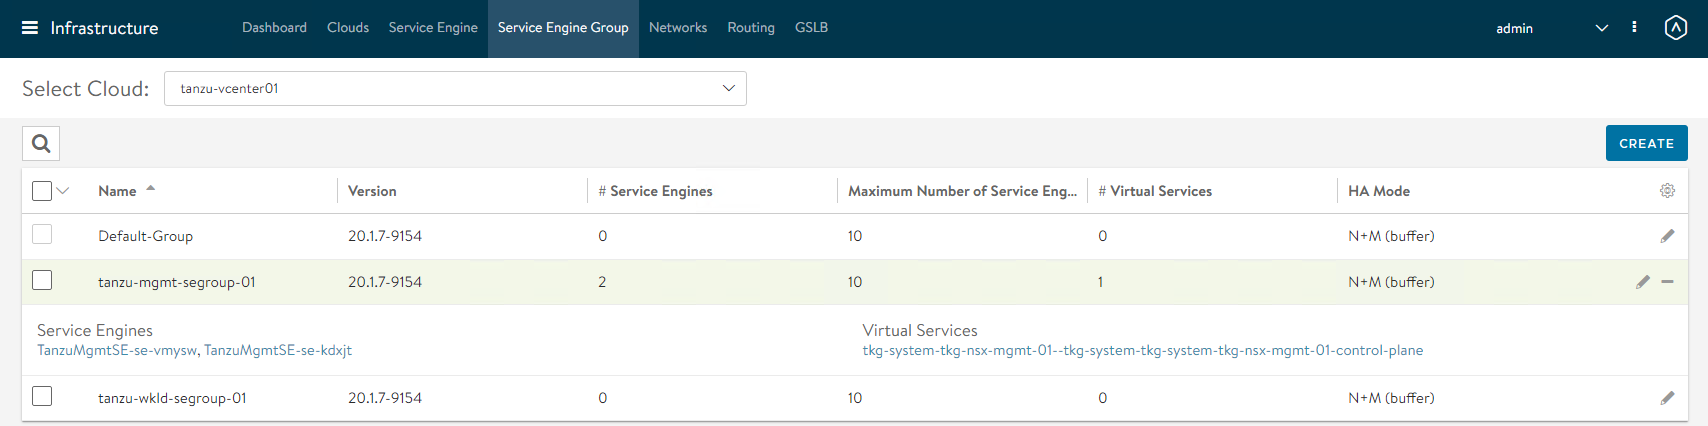 Infrastructure Dashboard Clouds Service Engine Service Engine Group Networks Routing GSLB admin
Select Cloud: tanzu-vcenter01
CREATE
Name Version # Service Engines Maximum Number of Service Eng... # Virtual Services HA Mode
Default-Group 20.1.7-9154 0 10 0 N+M (buffer)
tanzu-mgmt-segroup-01 20.1.7-9154 2 10 1 N+M (buffer)
Service Engines Virtual Services
TanzuMgmtSE-se-vmysw, TanzuMgmtSE-se-kdxjt tkg-system-tkg-nsx-mgmt-01--tkg-system-tkg-system-tkg-nsx-mgmt-01-control-plane
tanzu-wkld-segroup-01 20.1.7-9154 0 10 0 N+M (buffer)